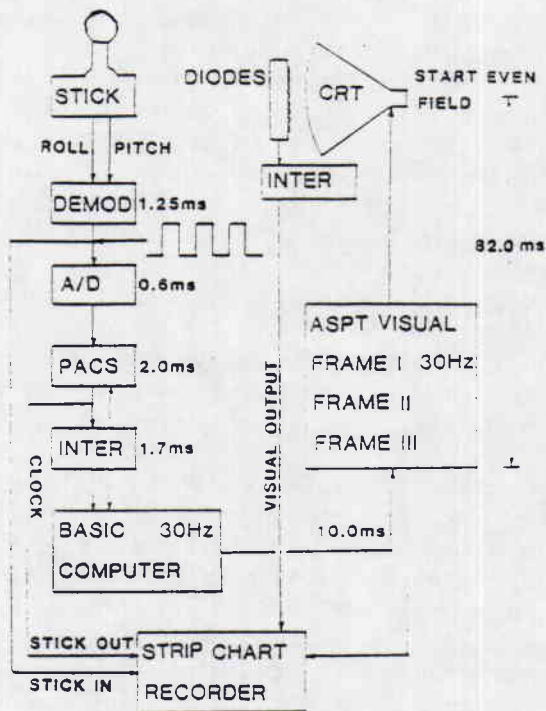 STICK
ROLL PITCH
DEMOD 1.25ms
A/D 0.6ms
PACS 2.0ms
INTER 1.7ms
CLOCK
BASIC 30Hz
COMPUTER
STICK OUT
STICK IN
STRIP CHART
RECORDER
DIODES
INTER
VISUAL OUTPUT
CRT
START EVEN
FIELD
82.0 ms
ASPT VISUAL
FRAME I 30Hz
FRAME II
FRAME III
10.0ms